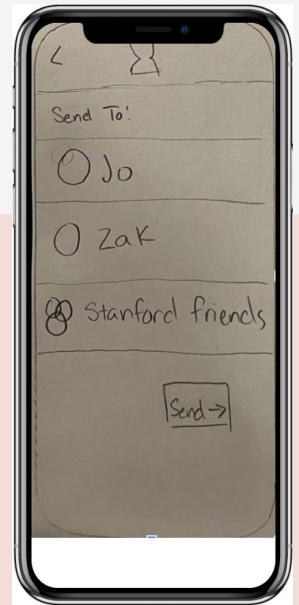 Send To:
Jo
Zak
Stanford friends
Send →